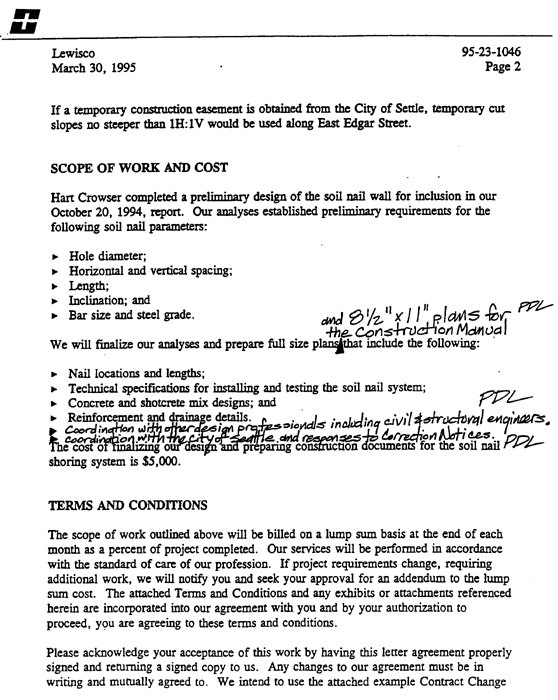 Lewisco 95-23-1046
March 30, 1995 Page 2
If a temporary construction easement is obtained from the City of Settle, temporary cut
slopes no steeper than 1H:1V would be used along East Edgar Street.
SCOPE OF WORK AND COST
Hart Crowser completed a preliminary design of the soil nail wall for inclusion in our
October 20, 1994, report. Our analyses established preliminary requirements for the
following soil nail parameters:
► Hole diameter;
► Horizontal and vertical spacing;
► Length;
► Inclination; and
► Bar size and steel grade.
and 8 1/2" x 11" plans for PDL
the Construction Manual
We will finalize our analyses and prepare full size plans that include the following:
► Nail locations and lengths;
► Technical specifications for installing and testing the soil nail system;
► Concrete and shotcrete mix designs; and
► Reinforcement and drainage details. PDL
► Coordination with other design professionals including civil & structural engineers.
► coordination with the city of Seattle and responses to Correction Notices. PDL
The cost of finalizing our design and preparing construction documents for the soil nail
shoring system is $5,000.
TERMS AND CONDITIONS
The scope of work outlined above will be billed on a lump sum basis at the end of each
month as a percent of project completed. Our services will be performed in accordance
with the standard of care of our profession. If project requirements change, requiring
additional work, we will notify you and seek your approval for an addendum to the lump
sum cost. The attached Terms and Conditions and any exhibits or attachments referenced
herein are incorporated into our agreement with you and by your authorization to
proceed, you are agreeing to these terms and conditions.
Please acknowledge your acceptance of this work by having this letter agreement properly
signed and returning a signed copy to us. Any changes to our agreement must be in
writing and mutually agreed to. We intend to use the attached example Contract Change